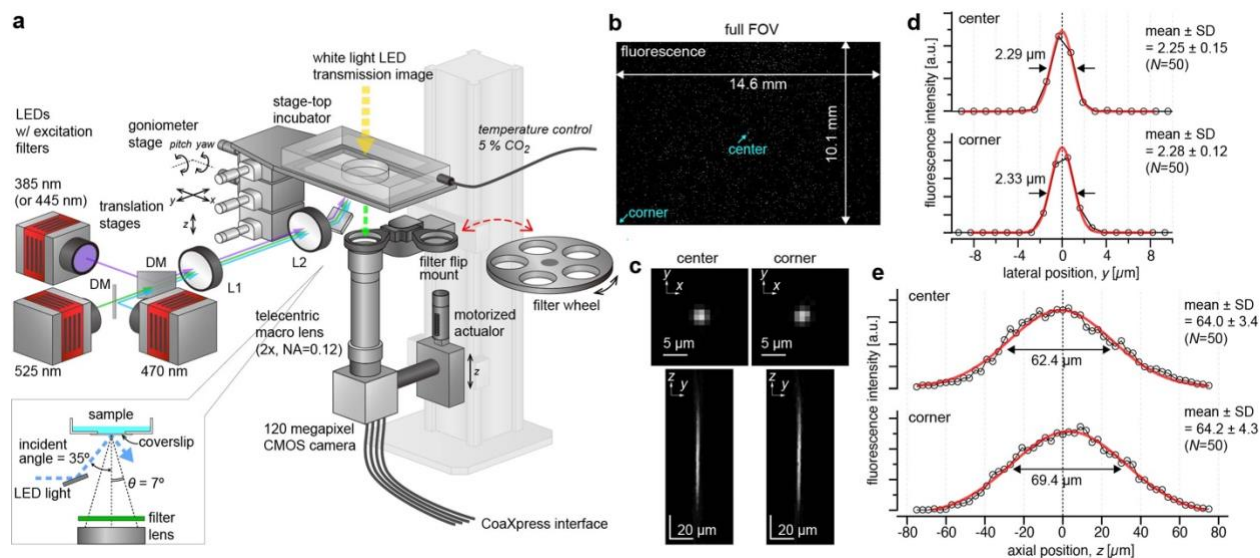 a
white light LED
transmission image
stage-top
incubator
LEDs
w/ excitation
filters
goniometer
stage
pitch yaw
temperature control
5 % CO2
385 nm
(or 445 nm)
translation
stages
y
x
z
DM
DM
L1
L2
filter flip
mount
filter wheel
telecentric
macro lens
(2x, NA=0.12)
motorized
actualor
z
525 nm
470 nm
120 megapixel
CMOS camera
CoaXpress interface
sample
incident
angle = 35º
coverslip
LED light
θ = 7º
filter
lens
b
full FOV
fluorescence
14.6 mm
10.1 mm
center
corner
c
center
corner
y
x
y
x
5 µm
5 µm
z
y
z
y
20 µm
20 µm
d
center
mean ± SD
= 2.25 ± 0.15
(N=50)
2.29 µm
corner
mean ± SD
= 2.28 ± 0.12
(N=50)
2.33 µm
fluorescence intensity [a.u.]
-8 -4 0 4 8
lateral position, y [µm]
e
center
mean ± SD
= 64.0 ± 3.4
(N=50)
62.4 µm
corner
mean ± SD
= 64.2 ± 4.3
(N=50)
69.4 µm
fluorescence intensity [a.u.]
-80 -60 -40 -20 0 20 40 60 80
axial position, z [µm]